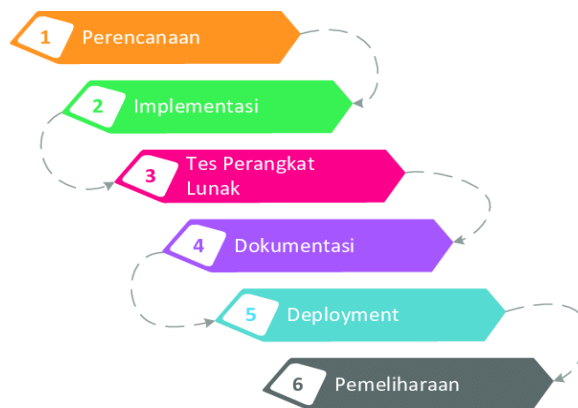 1 Perencanaan
2 Implementasi
3 Tes Perangkat
Lunak
4 Dokumentasi
5 Deployment
6 Pemeliharaan